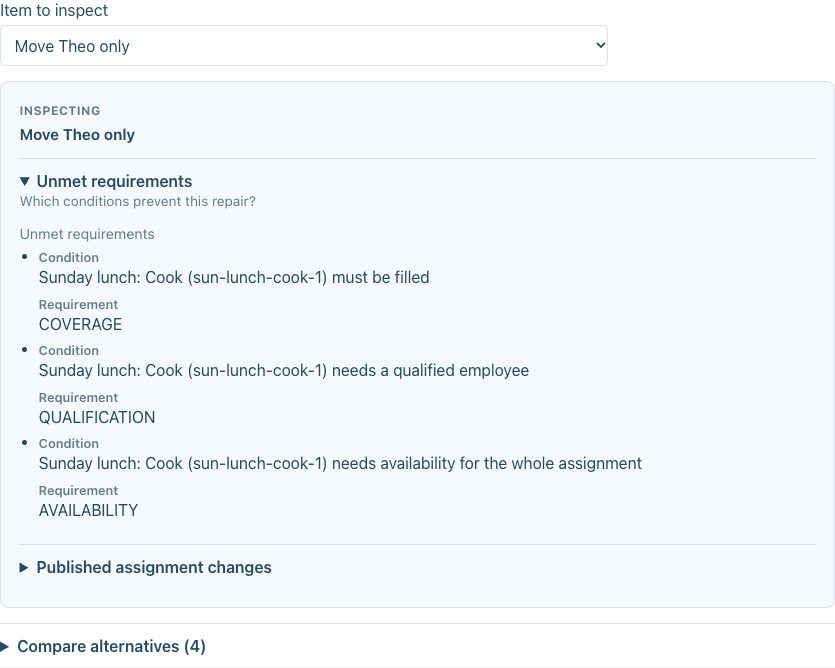 Item to inspect
Move Theo only
INSPECTING
Move Theo only
Unmet requirements
Which conditions prevent this repair?
Unmet requirements
Condition
Sunday lunch: Cook (sun-lunch-cook-1) must be filled
Requirement
COVERAGE
Condition
Sunday lunch: Cook (sun-lunch-cook-1) needs a qualified employee
Requirement
QUALIFICATION
Condition
Sunday lunch: Cook (sun-lunch-cook-1) needs availability for the whole assignment
Requirement
AVAILABILITY
Published assignment changes
Compare alternatives (4)